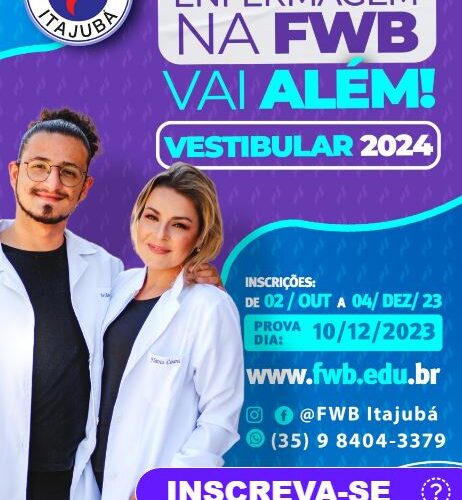 ITAJUBÁ
ENFERMAGEM
NA FWB
VAI ALÉM!
VESTIBULAR 2024
INSCRIÇÕES:
DE 02/ OUT A 04/ DEZ/ 23
PROVA DIA: 10/12/2023
www.fwb.edu.br
@FWB Itajubá
(35) 9 8404-3379
INSCREVA-SE
?